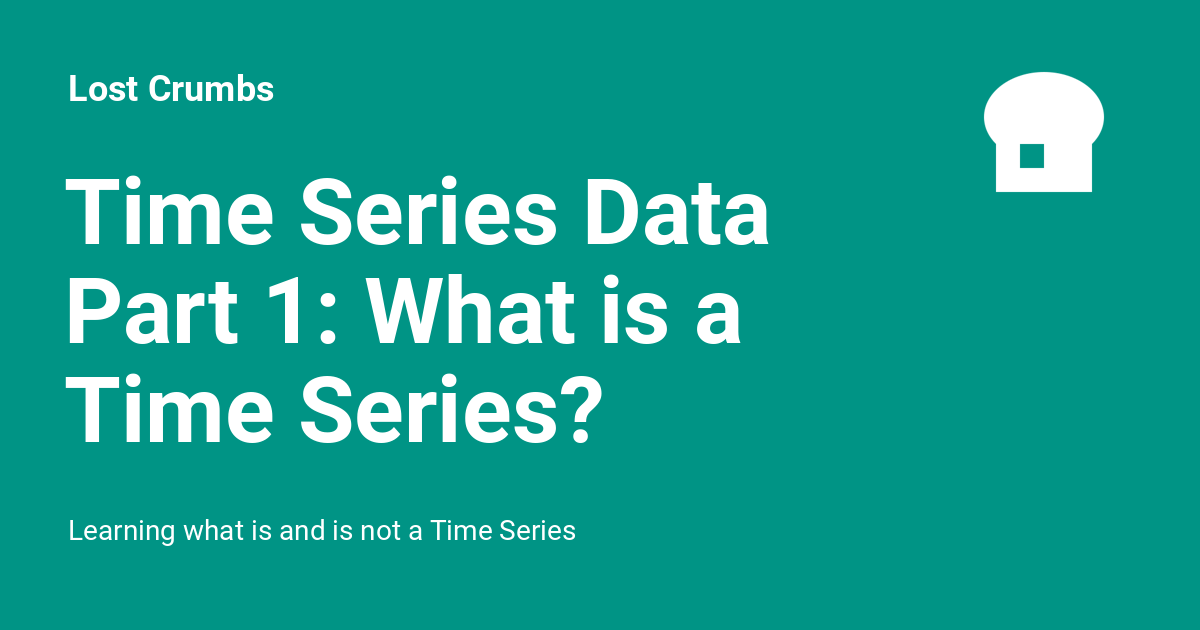 Lost Crumbs
Time Series Data
Part 1: What is a
Time Series?
Learning what is and is not a Time Series